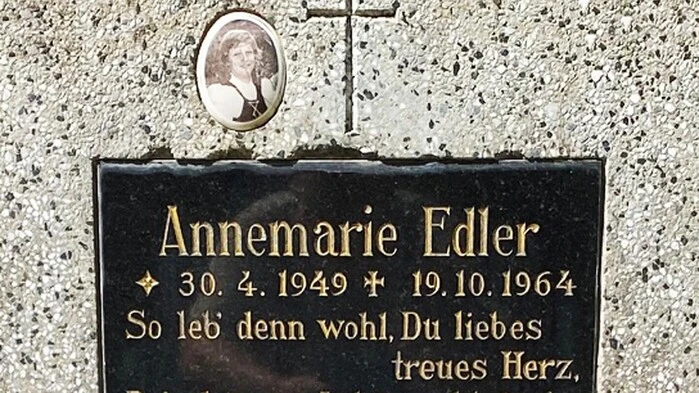 Annemarie Edler
✦ 30. 4. 1949 ✝ 19. 10. 1964
So leb' denn wohl, Du liebes
treues Herz,